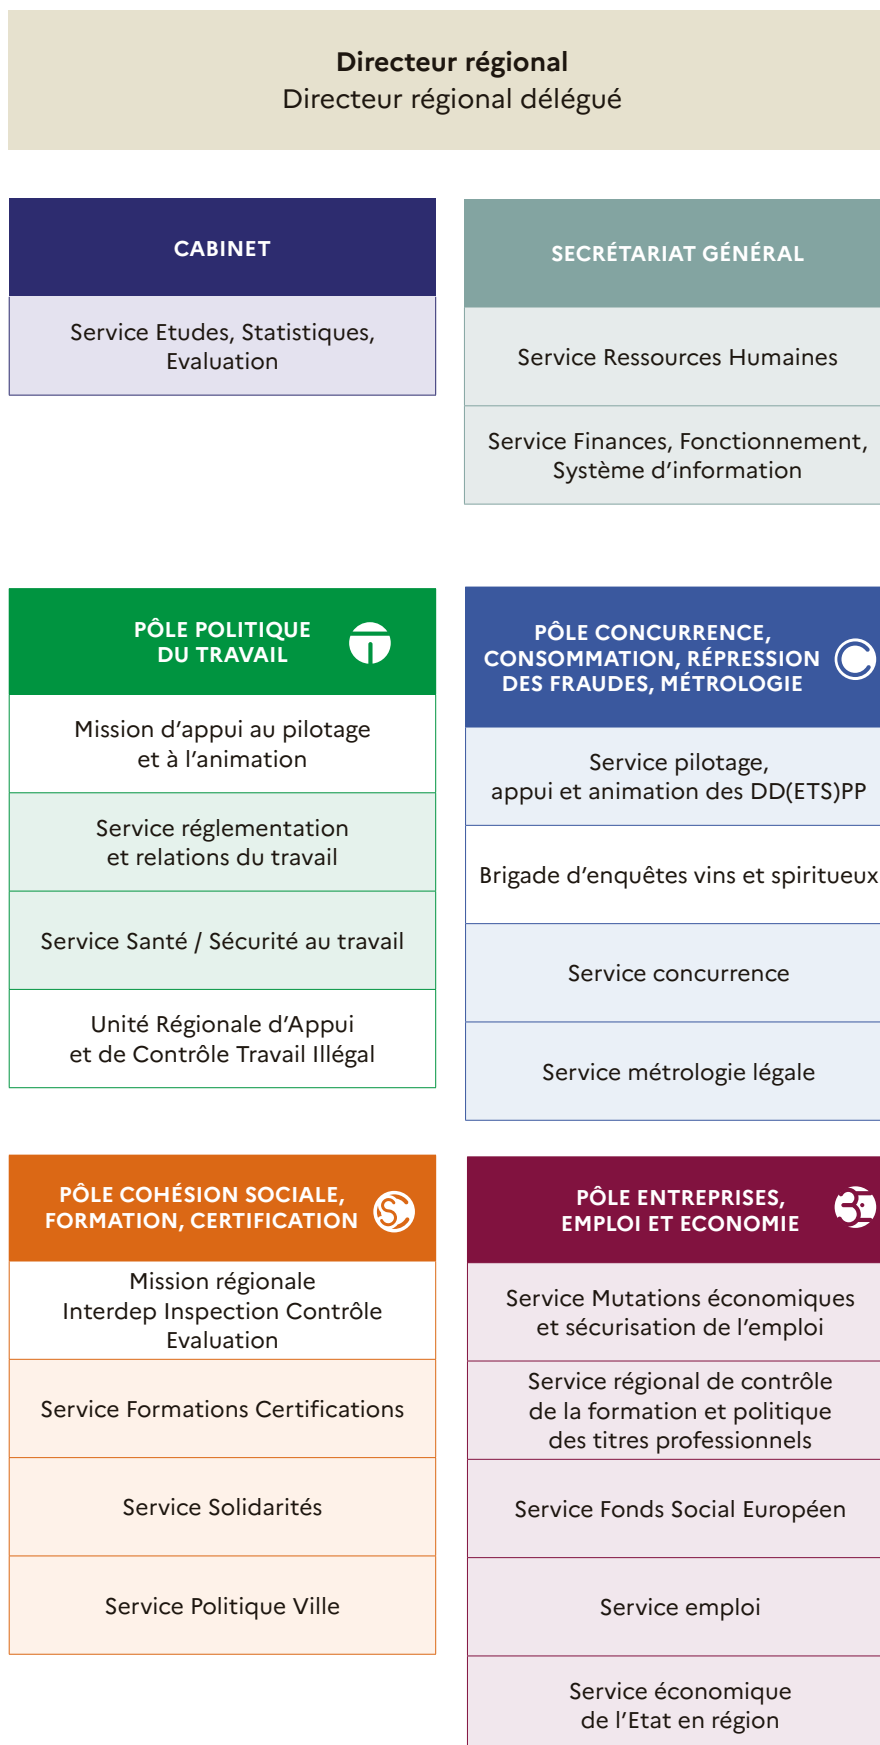 Directeur régional
Directeur régional délégué
CABINET
Service Etudes, Statistiques,
Evaluation
SECRÉTARIAT GÉNÉRAL
Service Ressources Humaines
Service Finances, Fonctionnement,
Système d’information
PÔLE POLITIQUE
DU TRAVAIL
T
Mission d’appui au pilotage
et à l’animation
Service réglementation
et relations du travail
Service Santé / Sécurité au travail
Unité Régionale d’Appui
et de Contrôle Travail Illégal
PÔLE CONCURRENCE,
CONSOMMATION, RÉPRESSION
DES FRAUDES, MÉTROLOGIE
C
Service pilotage,
appui et animation des DD(ETS)PP
Brigade d’enquêtes vins et spiritueux
Service concurrence
Service métrologie légale
PÔLE COHÉSION SOCIALE,
FORMATION, CERTIFICATION
SC
Mission régionale
Interdep Inspection Contrôle
Evaluation
Service Formations Certifications
Service Solidarités
Service Politique Ville
PÔLE ENTREPRISES,
EMPLOI ET ECONOMIE
3E
Service Mutations économiques
et sécurisation de l’emploi
Service régional de contrôle
de la formation et politique
des titres professionnels
Service Fonds Social Européen
Service emploi
Service économique
de l’Etat en région